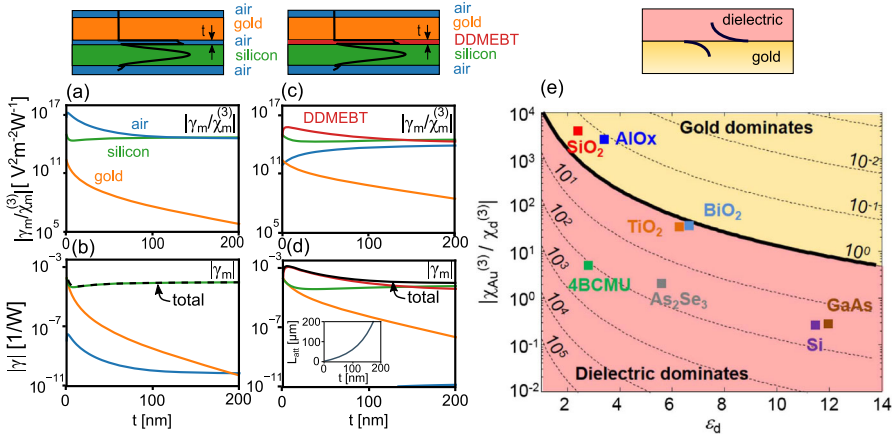 air
gold
air
silicon
air
t
air
gold
DDMEBT
silicon
air
t
dielectric
gold
(a)
|γm/χm(3)|
air
silicon
gold
10^17
10^11
10^5
|γm/χm(3)| [ V²m⁻²W⁻¹]
(c)
DDMEBT
|γm/χm(3)|
10^17
10^11
10^5
(b)
|γm|
total
10^-3
10^-7
10^-11
|γ| [1/W]
0
100
200
t [nm]
(d)
|γm|
total
10^-3
10^-7
10^-11
200
100
0
Latt [µm]
0
100
200
t [nm]
0
100
200
t [nm]
(e)
Gold dominates
SiO2
AlOx
TiO2
BiO2
4BCMU
As2Se3
GaAs
Si
Dielectric dominates
10^-2
10^-1
10^0
10^1
10^2
10^3
10^4
10^5
10^4
10^3
10^2
10^1
10^0
10^-1
10^-2
|χAu(3) / χd(3)|
2
4
6
8
10
12
14
εd